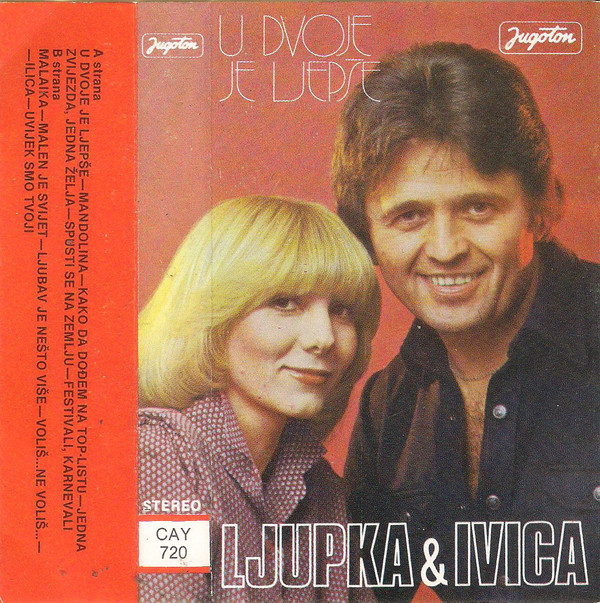 A strana
U DVOJE JE LJEPŠE—MANDOLINA—KAKO DA DOĐEM NA TOP-LISTU—JEDNA
ZVIJEZDA, JEDNA ŽELJA—SPUSTI SE NA ZEMLJU—FESTIVALI, KARNEVALI
B strana
MALAIKA—MALEN JE SVIJET—LJUBAV JE NEŠTO VIŠE—VOLIŠ...NE VOLIŠ...—
—ILICA—UVIJEK SMO TVOJI
Jugoton
U DVOJE
JE LJEPŠE
Jugoton
STEREO
CAY
720
LJUPKA & IVICA